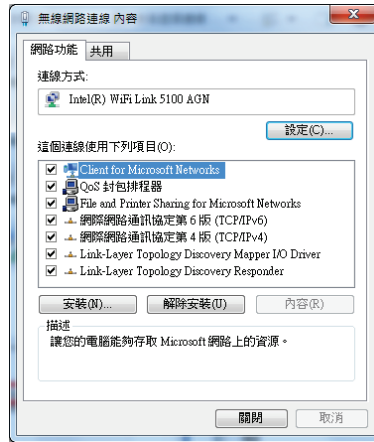 無線網路連線 內容
網路功能 共用
連線方式:
Intel(R) WiFi Link 5100 AGN
設定(C)...
這個連線使用下列項目(O):
Client for Microsoft Networks
QoS 封包排程器
File and Printer Sharing for Microsoft Networks
網際網路通訊協定第 6 版 (TCP/IPv6)
網際網路通訊協定第 4 版 (TCP/IPv4)
Link-Layer Topology Discovery Mapper I/O Driver
Link-Layer Topology Discovery Responder
安裝(N)... 解除安裝(U) 內容(R)
描述
讓您的電腦能夠存取 Microsoft 網路上的資源。
關閉 取消